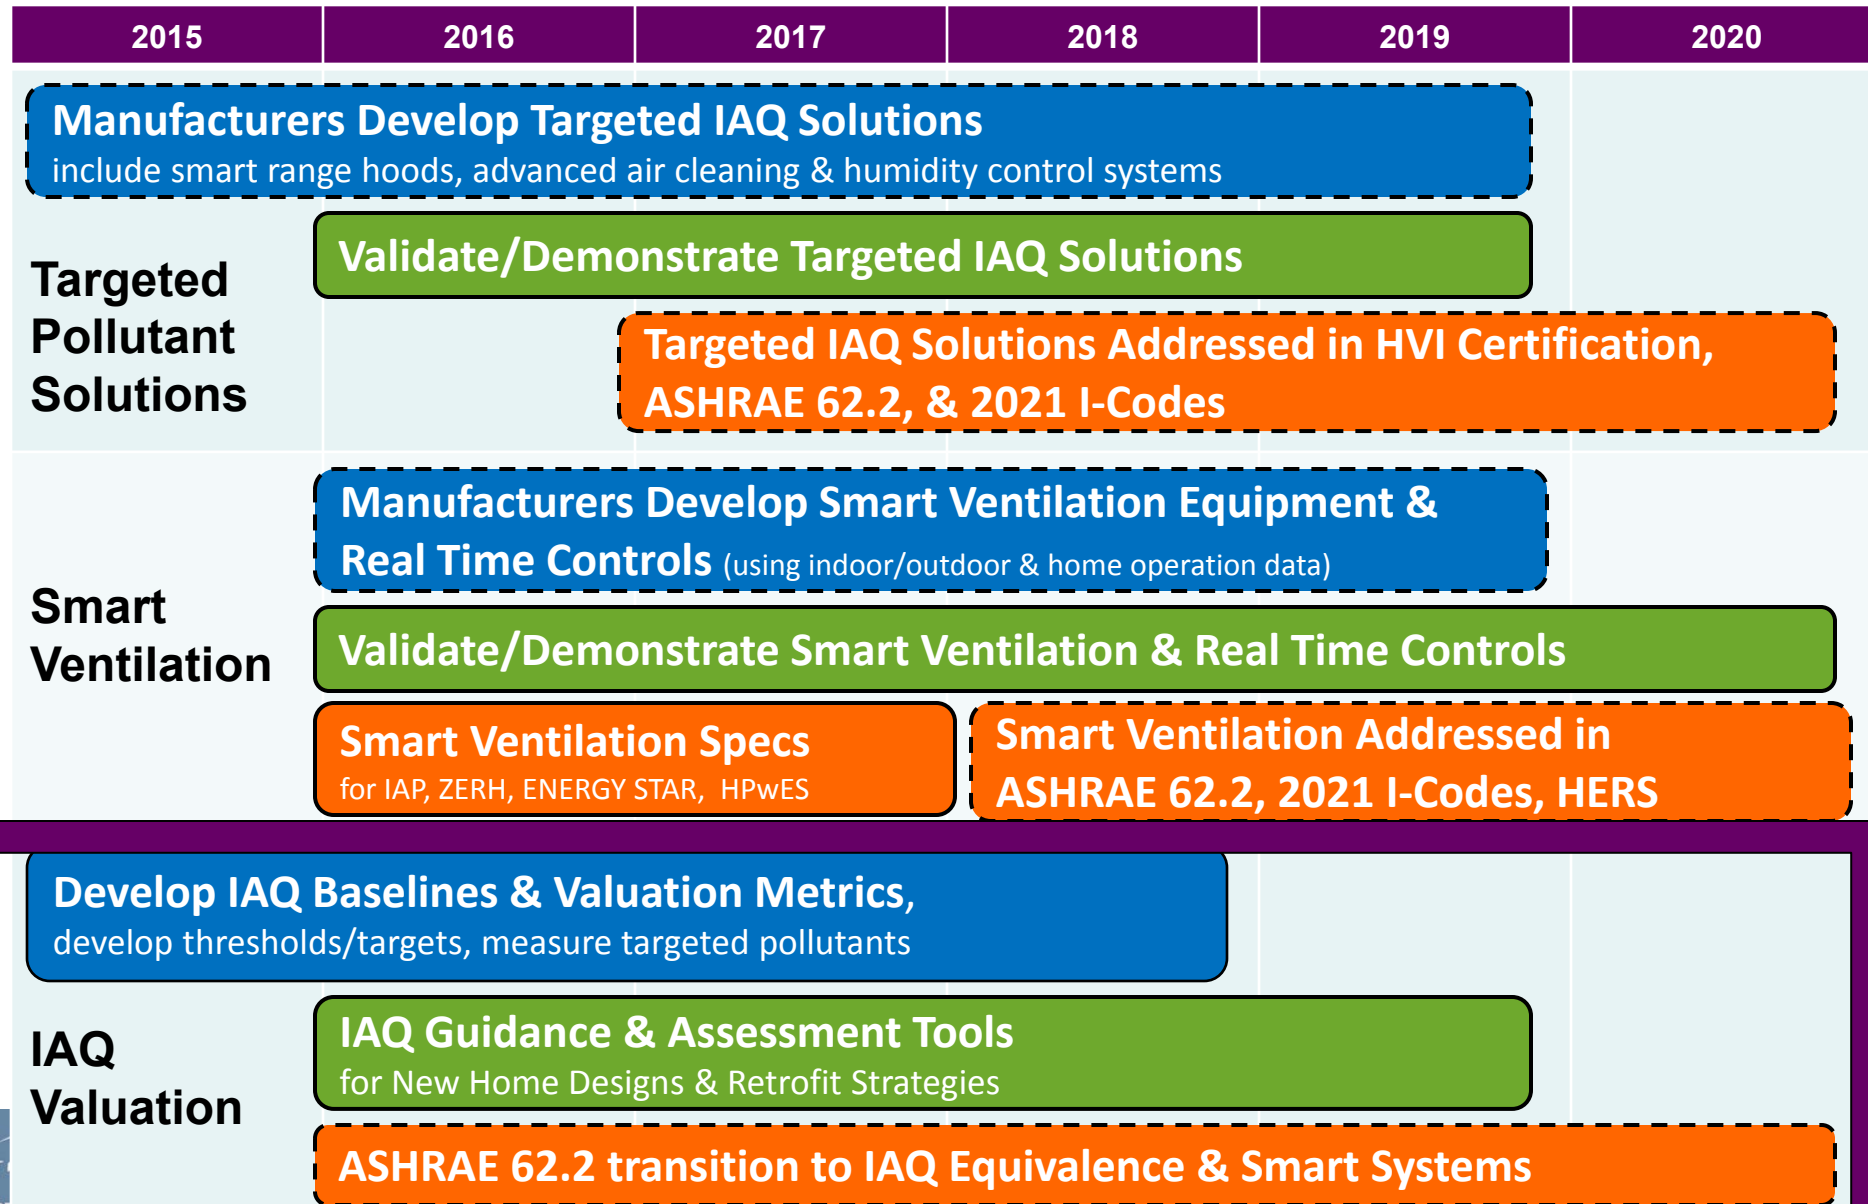 2015 2016 2017 2018 2019 2020
Manufacturers Develop Targeted IAQ Solutions
include smart range hoods, advanced air cleaning & humidity control systems
Targeted
Pollutant
Solutions
Validate/Demonstrate Targeted IAQ Solutions
Targeted IAQ Solutions Addressed in HVI Certification,
ASHRAE 62.2, & 2021 I-Codes
Smart
Ventilation
Manufacturers Develop Smart Ventilation Equipment &
Real Time Controls (using indoor/outdoor & home operation data)
Validate/Demonstrate Smart Ventilation & Real Time Controls
Smart Ventilation Specs
for IAP, ZERH, ENERGY STAR, HPwES
Smart Ventilation Addressed in
ASHRAE 62.2, 2021 I-Codes, HERS
Develop IAQ Baselines & Valuation Metrics,
develop thresholds/targets, measure targeted pollutants
IAQ
Valuation
IAQ Guidance & Assessment Tools
for New Home Designs & Retrofit Strategies
ASHRAE 62.2 transition to IAQ Equivalence & Smart Systems